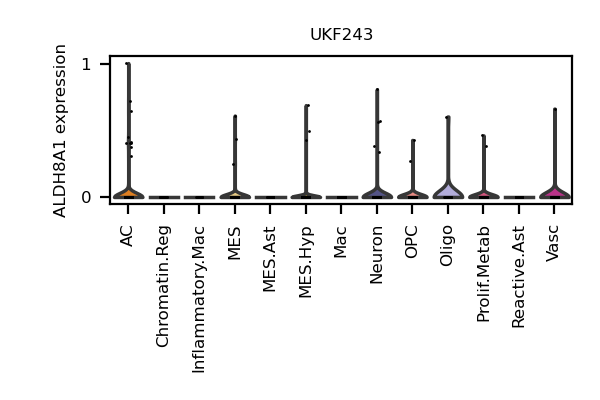 UKF243
ALDH8A1 expression
1
0
AC
Chromatin.Reg
Inflammatory.Mac
MES
MES.Ast
MES.Hyp
Mac
Neuron
OPC
Oligo
Prolif.Metab
Reactive.Ast
Vasc